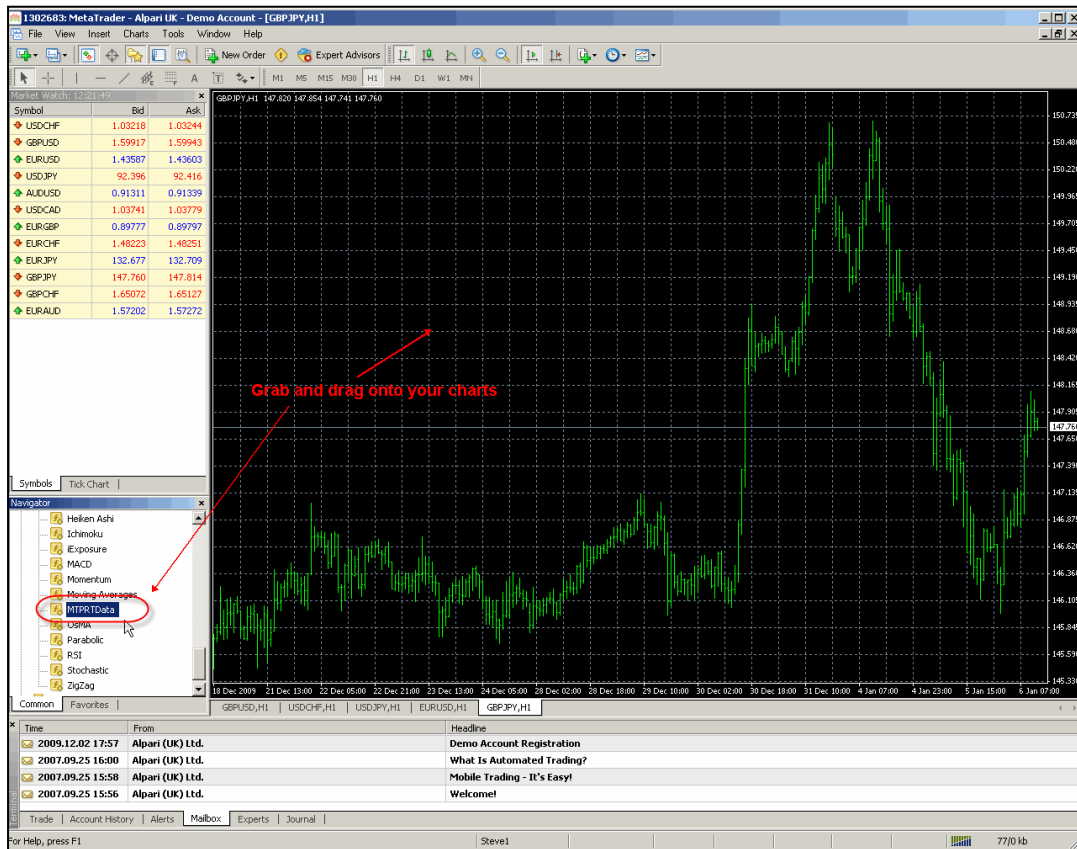 1302683: MetaTrader - Alpari UK - Demo Account - [GBPJPY,H1]
File View Insert Charts Tools Window Help
New Order Expert Advisors
A T M1 M5 M15 M30 H1 H4 D1 W1 MN
Market Watch: 12:21:49
Symbol Bid Ask
USDCHF 1.03218 1.03244
GBPUSD 1.59917 1.59943
EURUSD 1.43587 1.43603
USDJPY 92.396 92.416
AUDUSD 0.91311 0.91339
USDCAD 1.03741 1.03779
EURGBP 0.89777 0.89797
EURCHF 1.48223 1.48251
EURJPY 132.677 132.709
GBPJPY 147.760 147.814
GBPCHF 1.65072 1.65127
EURAUD 1.57202 1.57272
Symbols Tick Chart
GBPJPY,H1 147.820 147.854 147.741 147.760
Grab and drag onto your charts
150.735
150.480
150.220
149.965
149.705
149.450
149.190
148.935
148.680
148.420
148.165
147.905
147.760
147.650
147.390
147.135
146.875
146.620
146.360
146.105
145.845
145.590
145.330
18 Dec 2009 21 Dec 13:00 22 Dec 05:00 22 Dec 21:00 23 Dec 13:00 24 Dec 05:00 28 Dec 02:00 28 Dec 18:00 29 Dec 10:00 30 Dec 02:00 30 Dec 18:00 31 Dec 10:00 4 Jan 07:00 4 Jan 23:00 5 Jan 15:00 6 Jan 07:00
Navigator
Heiken Ashi
Ichimoku
iExposure
MACD
Momentum
Moving Averages
MTPRTData
OsMA
Parabolic
RSI
Stochastic
ZigZag
Common Favorites
GBPUSD,H1 USDCHF,H1 USDJPY,H1 EURUSD,H1 GBPJPY,H1
Time From Headline
2009.12.02 17:57 Alpari (UK) Ltd. Demo Account Registration
2007.09.25 16:00 Alpari (UK) Ltd. What Is Automated Trading?
2007.09.25 15:58 Alpari (UK) Ltd. Mobile Trading - It's Easy!
2007.09.25 15:56 Alpari (UK) Ltd. Welcome!
Terminal
Trade Account History Alerts Mailbox Experts Journal
For Help, press F1 Steve1 77/0 kb